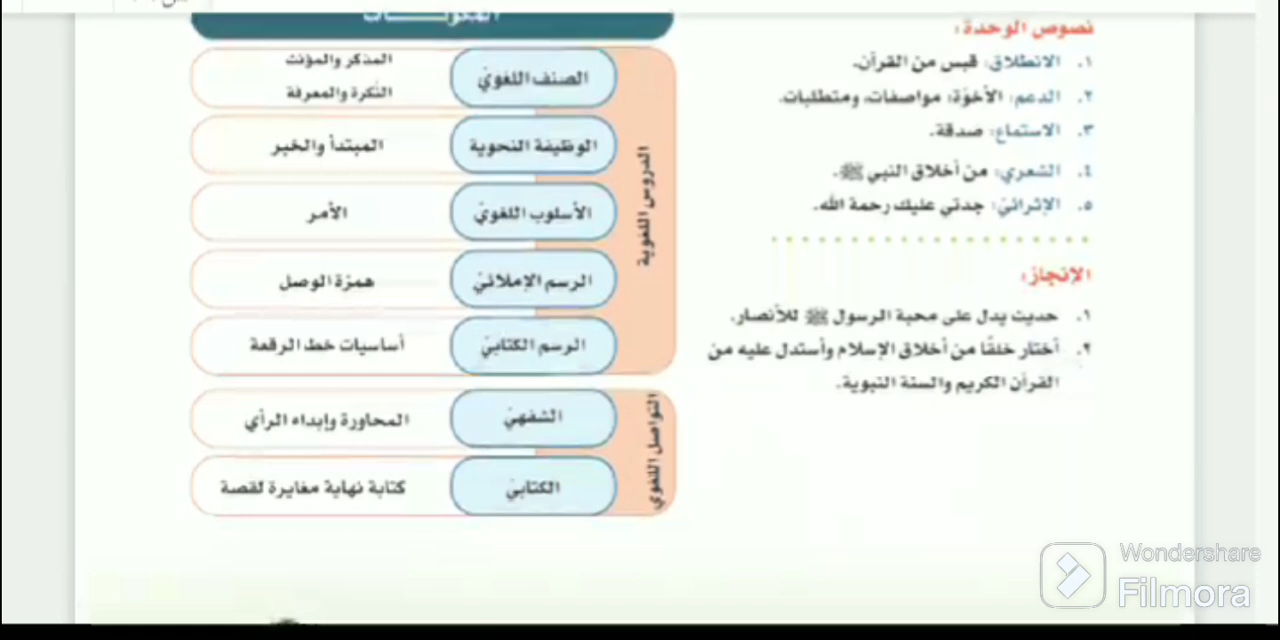 نصوص الوحدة:
١. الانطلاق: قبس من القرآن.
٢. الدعم: الأخوّة: مواصفات، ومتطلبات.
٣. الاستماع: صدقة.
٤. الشعري: من أخلاق النبي ﷺ.
٥. الإثرائيّ: جدتي عليك رحمة الله.
الإنجاز:
١. حديث يدل على محبة الرسول ﷺ للأنصار.
٢. أختار خلقًا من أخلاق الإسلام وأستدل عليه من
القرآن الكريم والسنة النبوية.
المكونــــــات
الدروس اللغوية
الصنف اللغويّ
المذكر والمؤنث
النكرة والمعرفة
الوظيفة النحوية
المبتدأ والخبر
الأسلوب اللغويّ
الأمر
الرسم الإملائيّ
همزة الوصل
الرسم الكتابيّ
أساسيات خط الرقعة
التواصل اللغوي
الشفهيّ
المحاورة وإبداء الرأي
الكتابيّ
كتابة نهاية مغايرة لقصة
Wondershare
Filmora